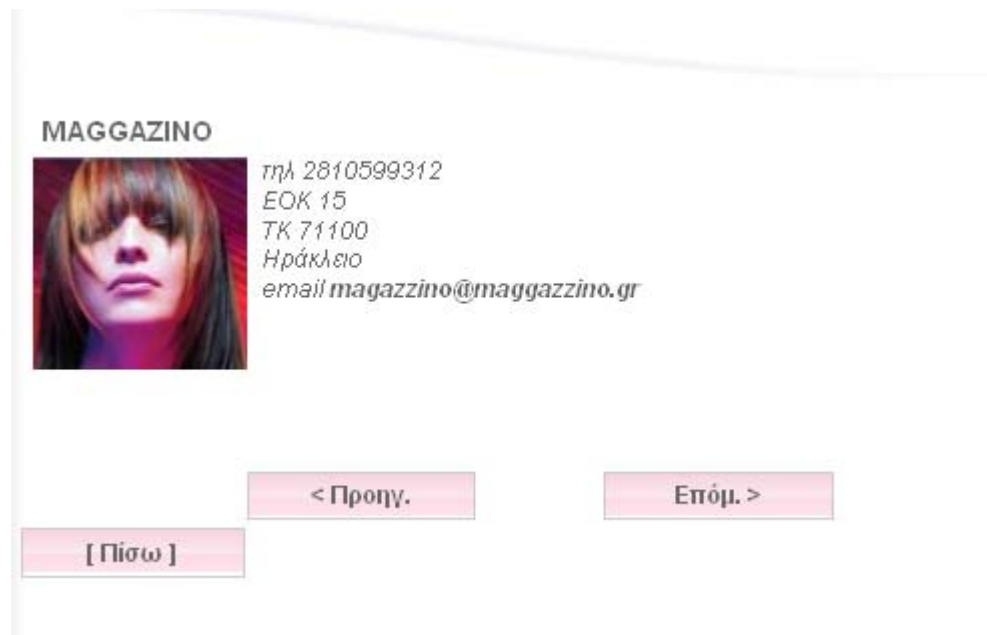 MAGGAZINO
τηλ 2810599312
ΕΟΚ 15
ΤΚ 71100
Ηράκλειο
email magazzino@maggazzino.gr
< Προηγ.
Επόμ. >
[ Πίσω ]